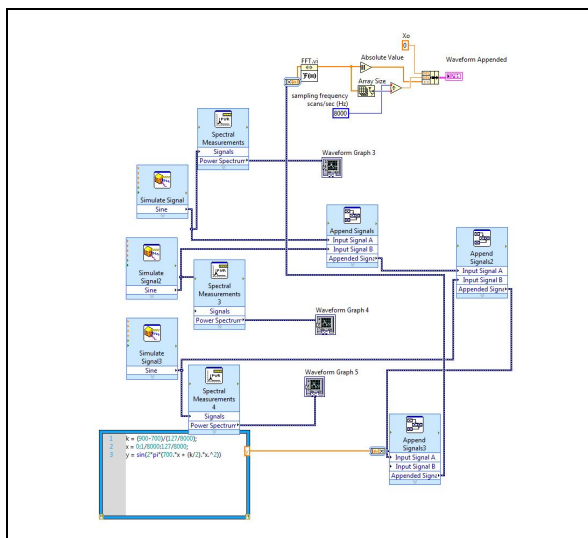 Xo
0
FFT.vi
Absolute Value
Waveform Appended
F{x}
Array Size
sampling frequency
scans/sec (Hz)
8000
Spectral
Measurements
Signals
Power Spectrum
Waveform Graph 3
Simulate Signal
Sine
Append Signals
Input Signal A
Input Signal B
Appended Signa
Append
Signals2
Input Signal A
Input Signal B
Appended Signa
Simulate
Signal2
Sine
Spectral
Measurements
3
Signals
Power Spectrum
Waveform Graph 4
Simulate
Signal3
Sine
Spectral
Measurements
4
Signals
Power Spectrum
Waveform Graph 5
Append
Signals3
Input Signal A
Input Signal B
Appended Signa
1 k = (900-700)/(127/8000);
2 x = 0:1/8000:127/8000;
3 y = sin(2*pi*(700.*x + (k/2).*x.^2))